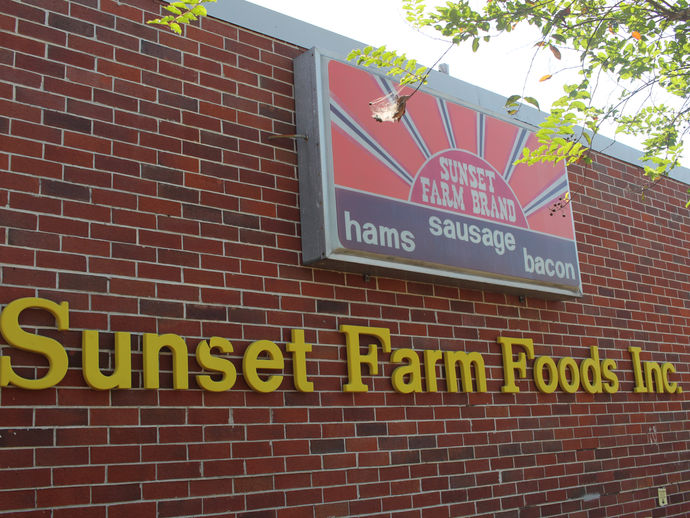 SUNSET
FARM BRAND
hams sausage bacon
Sunset Farm Foods Inc.